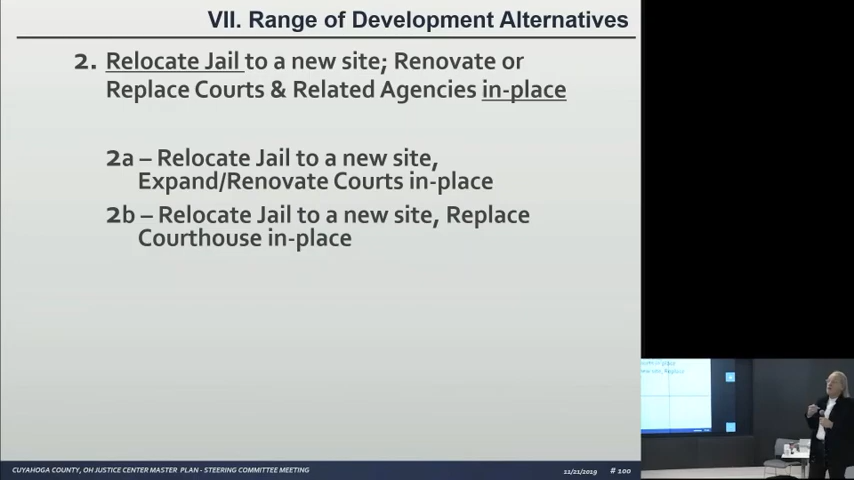 VII. Range of Development Alternatives
2. Relocate Jail to a new site; Renovate or
Replace Courts & Related Agencies in-place
2a – Relocate Jail to a new site,
Expand/Renovate Courts in-place
2b – Relocate Jail to a new site, Replace
Courthouse in-place
CUYAHOGA COUNTY, OH JUSTICE CENTER MASTER PLAN - STEERING COMMITTEE MEETING
11/21/2019 # 100